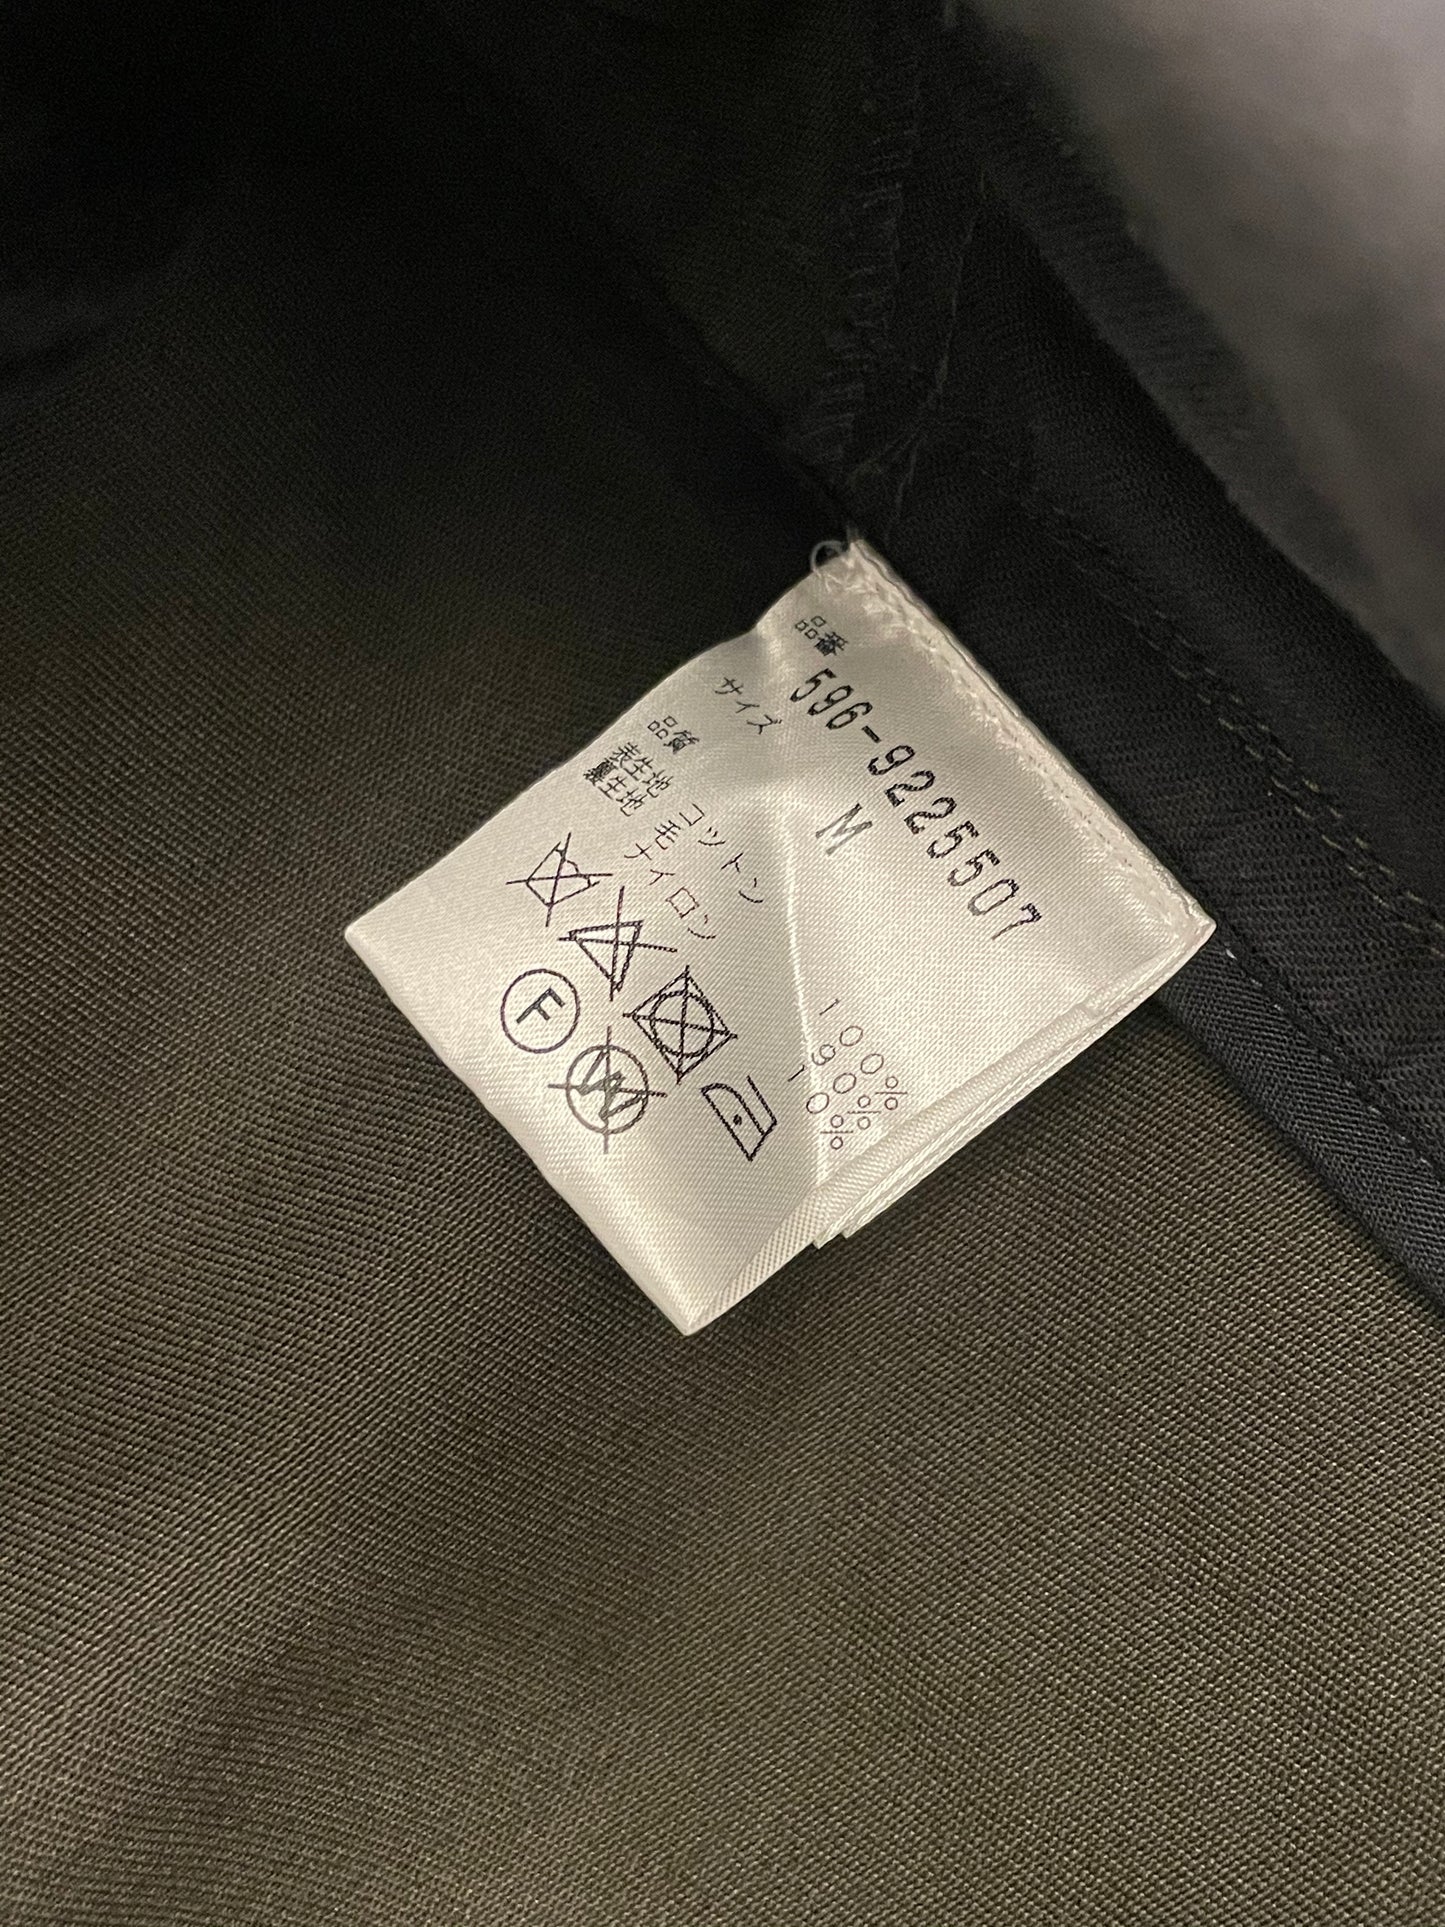 品番
596-9225507
サイズ M
品質
表生地 コットン 100%
裏生地 毛 90%
ナイロン 10%
F
W